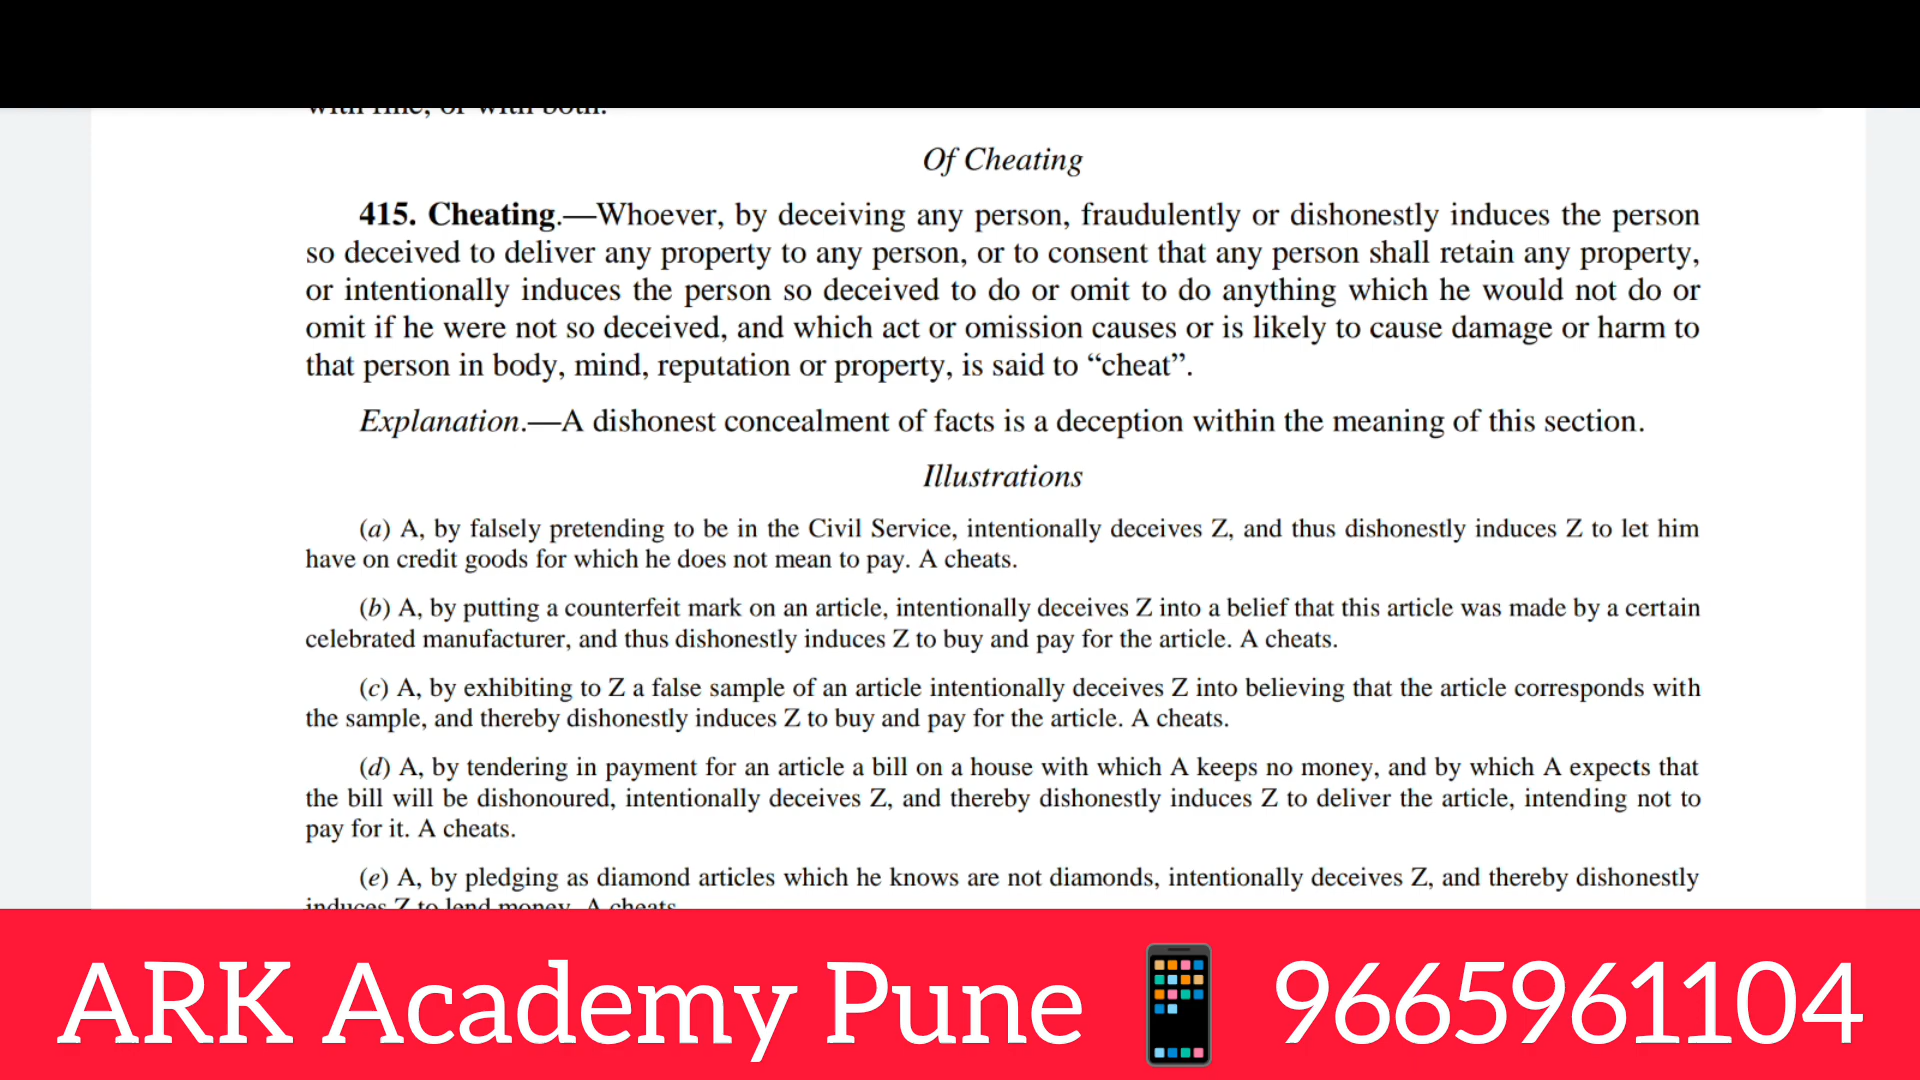 with fine, or with both.
Of Cheating
415. Cheating.—Whoever, by deceiving any person, fraudulently or dishonestly induces the person
so deceived to deliver any property to any person, or to consent that any person shall retain any property,
or intentionally induces the person so deceived to do or omit to do anything which he would not do or
omit if he were not so deceived, and which act or omission causes or is likely to cause damage or harm to
that person in body, mind, reputation or property, is said to “cheat”.
Explanation.—A dishonest concealment of facts is a deception within the meaning of this section.
Illustrations
(a) A, by falsely pretending to be in the Civil Service, intentionally deceives Z, and thus dishonestly induces Z to let him
have on credit goods for which he does not mean to pay. A cheats.
(b) A, by putting a counterfeit mark on an article, intentionally deceives Z into a belief that this article was made by a certain
celebrated manufacturer, and thus dishonestly induces Z to buy and pay for the article. A cheats.
(c) A, by exhibiting to Z a false sample of an article intentionally deceives Z into believing that the article corresponds with
the sample, and thereby dishonestly induces Z to buy and pay for the article. A cheats.
(d) A, by tendering in payment for an article a bill on a house with which A keeps no money, and by which A expects that
the bill will be dishonoured, intentionally deceives Z, and thereby dishonestly induces Z to deliver the article, intending not to
pay for it. A cheats.
(e) A, by pledging as diamond articles which he knows are not diamonds, intentionally deceives Z, and thereby dishonestly
induces Z to lend money. A cheats.
ARK Academy Pune 📱 9665961104